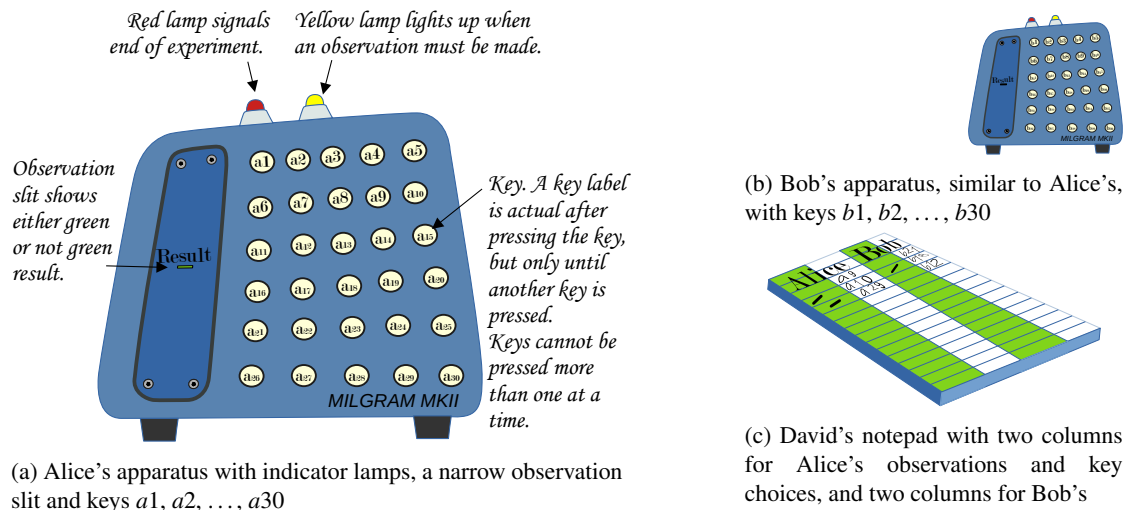 Red lamp signals
end of experiment.
Yellow lamp lights up when
an observation must be made.
Observation
slit shows
either green
or not green
result.
Result
a1 a2 a3 a4 a5
a6 a7 a8 a9 a10
a11 a12 a13 a14 a15
a16 a17 a18 a19 a20
a21 a22 a23 a24 a25
a26 a27 a28 a29 a30
MILGRAM MKII
Key. A key label
is actual after
pressing the key,
but only until
another key is
pressed.
Keys cannot be
pressed more
than one at a
time.
(a) Alice's apparatus with indicator lamps, a narrow observation
slit and keys a1, a2, …, a30
Result
MILGRAM MKII
(b) Bob's apparatus, similar to Alice's,
with keys b1, b2, …, b30
Alice Bob
(c) David's notepad with two columns
for Alice's observations and key
choices, and two columns for Bob's